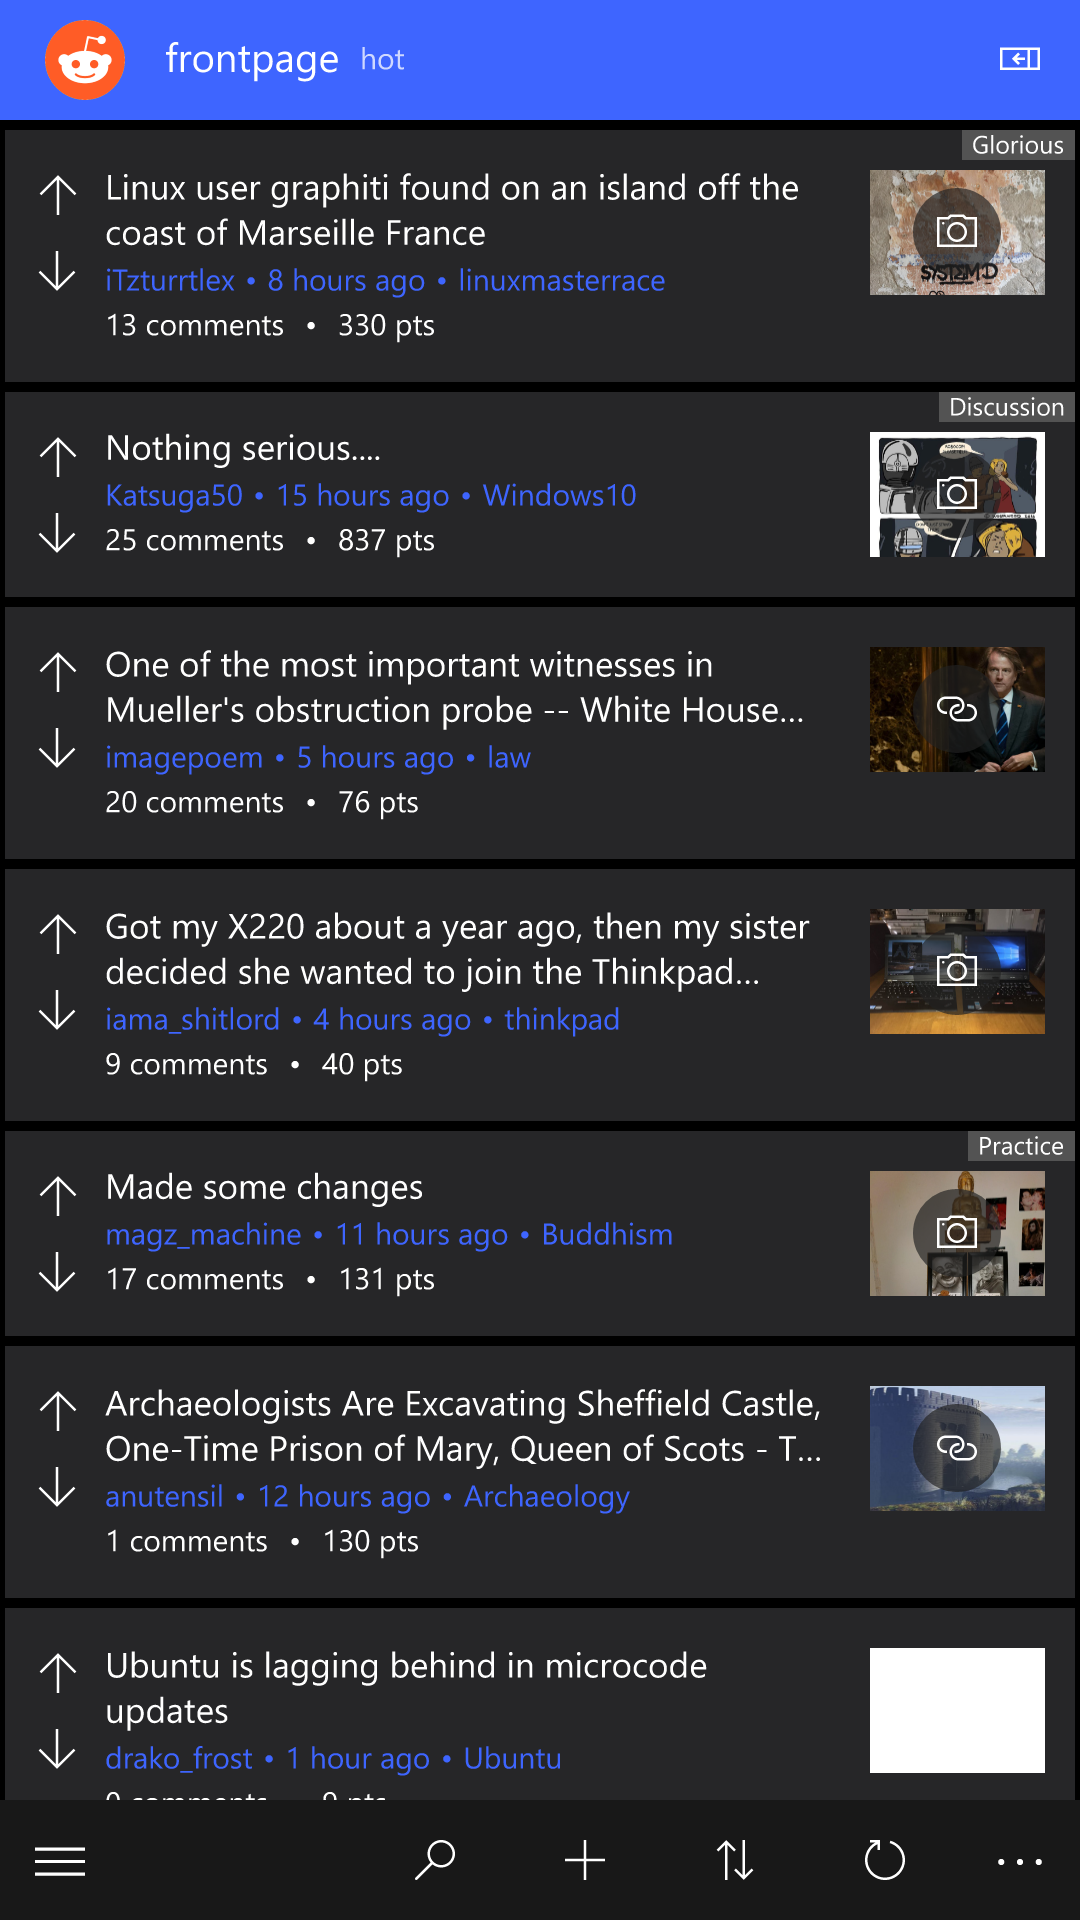 frontpage hot
Glorious
Linux user graphiti found on an island off the
coast of Marseille France
iTzturrtlex • 8 hours ago • linuxmasterrace
13 comments • 330 pts
SYSTEMD
Discussion
Nothing serious....
Katsuga50 • 15 hours ago • Windows10
25 comments • 837 pts
One of the most important witnesses in
Mueller's obstruction probe -- White House...
imagepoem • 5 hours ago • law
20 comments • 76 pts
Got my X220 about a year ago, then my sister
decided she wanted to join the Thinkpad...
iama_shitlord • 4 hours ago • thinkpad
9 comments • 40 pts
Practice
Made some changes
magz_machine • 11 hours ago • Buddhism
17 comments • 131 pts
Archaeologists Are Excavating Sheffield Castle,
One-Time Prison of Mary, Queen of Scots - T...
anutensil • 12 hours ago • Archaeology
1 comments • 130 pts
Ubuntu is lagging behind in microcode
updates
drako_frost • 1 hour ago • Ubuntu
comments pts